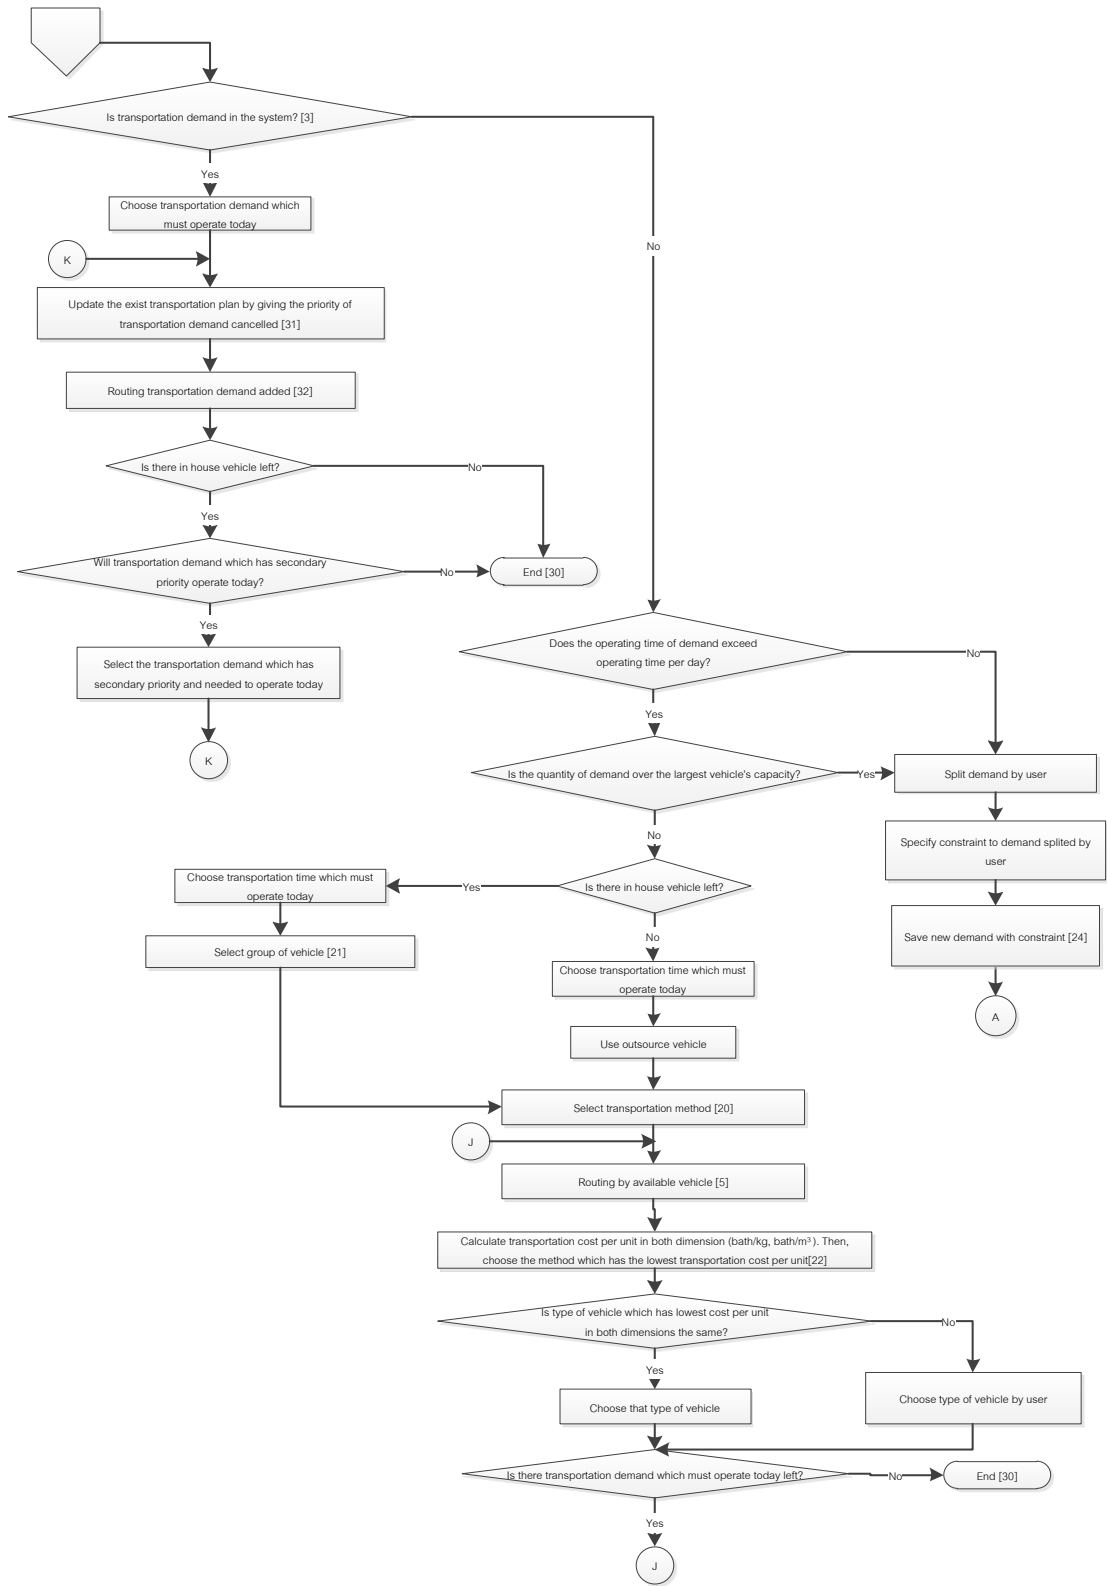 Is transportation demand in the system? [3]
Yes
Choose transportation demand which
must operate today
K
No
Update the exist transportation plan by giving the priority of
transportation demand cancelled [31]
Routing transportation demand added [32]
Is there in house vehicle left?
No
Yes
Will transportation demand which has secondary
priority operate today?
No
End [30]
Yes
Select the transportation demand which has
secondary priority and needed to operate today
K
Does the operating time of demand exceed
operating time per day?
No
Yes
Is the quantity of demand over the largest vehicle's capacity?
Yes
Split demand by user
No
Specify constraint to demand splited by
user
Is there in house vehicle left?
Yes
Choose transportation time which must
operate today
Save new demand with constraint [24]
No
Select group of vehicle [21]
Choose transportation time which must
operate today
A
Use outsource vehicle
Select transportation method [20]
J
Routing by available vehicle [5]
Calculate transportation cost per unit in both dimension (bath/kg, bath/m³ ). Then,
choose the method which has the lowest transportation cost per unit[22]
Is type of vehicle which has lowest cost per unit
in both dimensions the same?
No
Yes
Choose type of vehicle by user
Choose that type of vehicle
Is there transportation demand which must operate today left?
No
End [30]
Yes
J